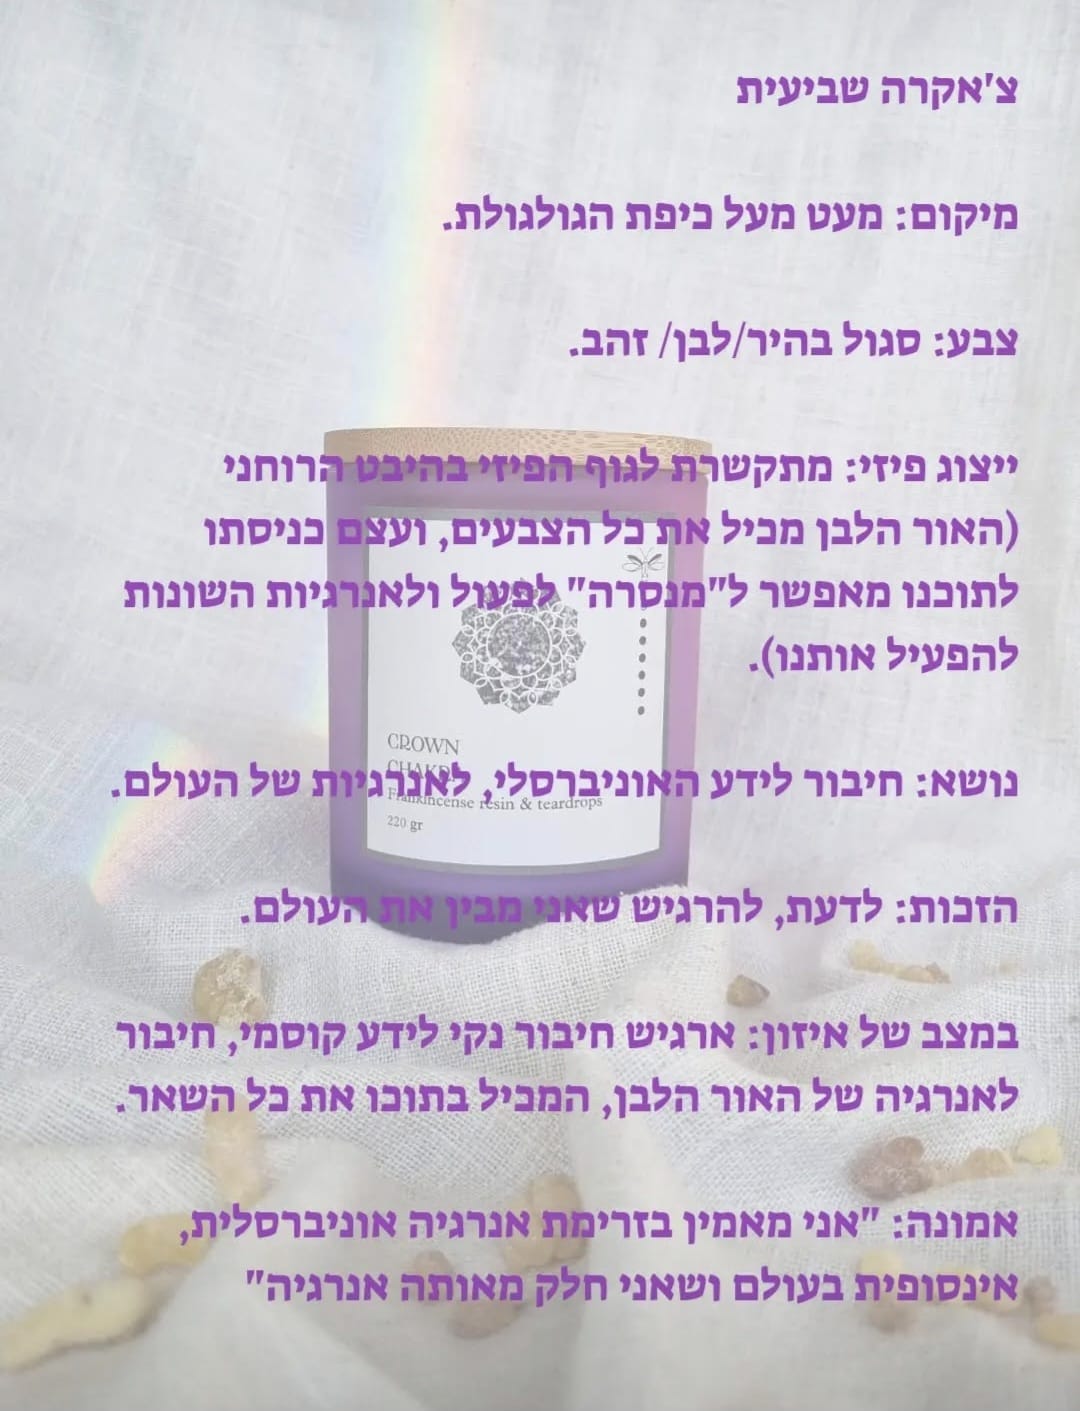 צ'אקרה שביעית
מיקום: מעט מעל כיפת הגולגולת.
צבע: סגול בהיר/לבן/ זהב.
ייצוג פיזי: מתקשרת לגוף הפיזי בהיבט הרוחני
(האור הלבן מכיל את כל הצבעים, ועצם כניסתו
לתוכנו מאפשר ל"מנסרה" לפעול ולאנרגיות השונות
להפעיל אותנו).
CROWN
CHAKRA
נושא: חיבור לידע האוניברסלי, לאנרגיות של העולם.
Frankincense resin & teardrops
220 gr
הזכות: לדעת, להרגיש שאני מבין את העולם.
במצב של איזון: ארגיש חיבור נקי לידע קוסמי, חיבור
לאנרגיה של האור הלבן, המכיל בתוכו את כל השאר.
אמונה: "אני מאמין בזרימת אנרגיה אוניברסלית,
אינסופית בעולם ושאני חלק מאותה אנרגיה"